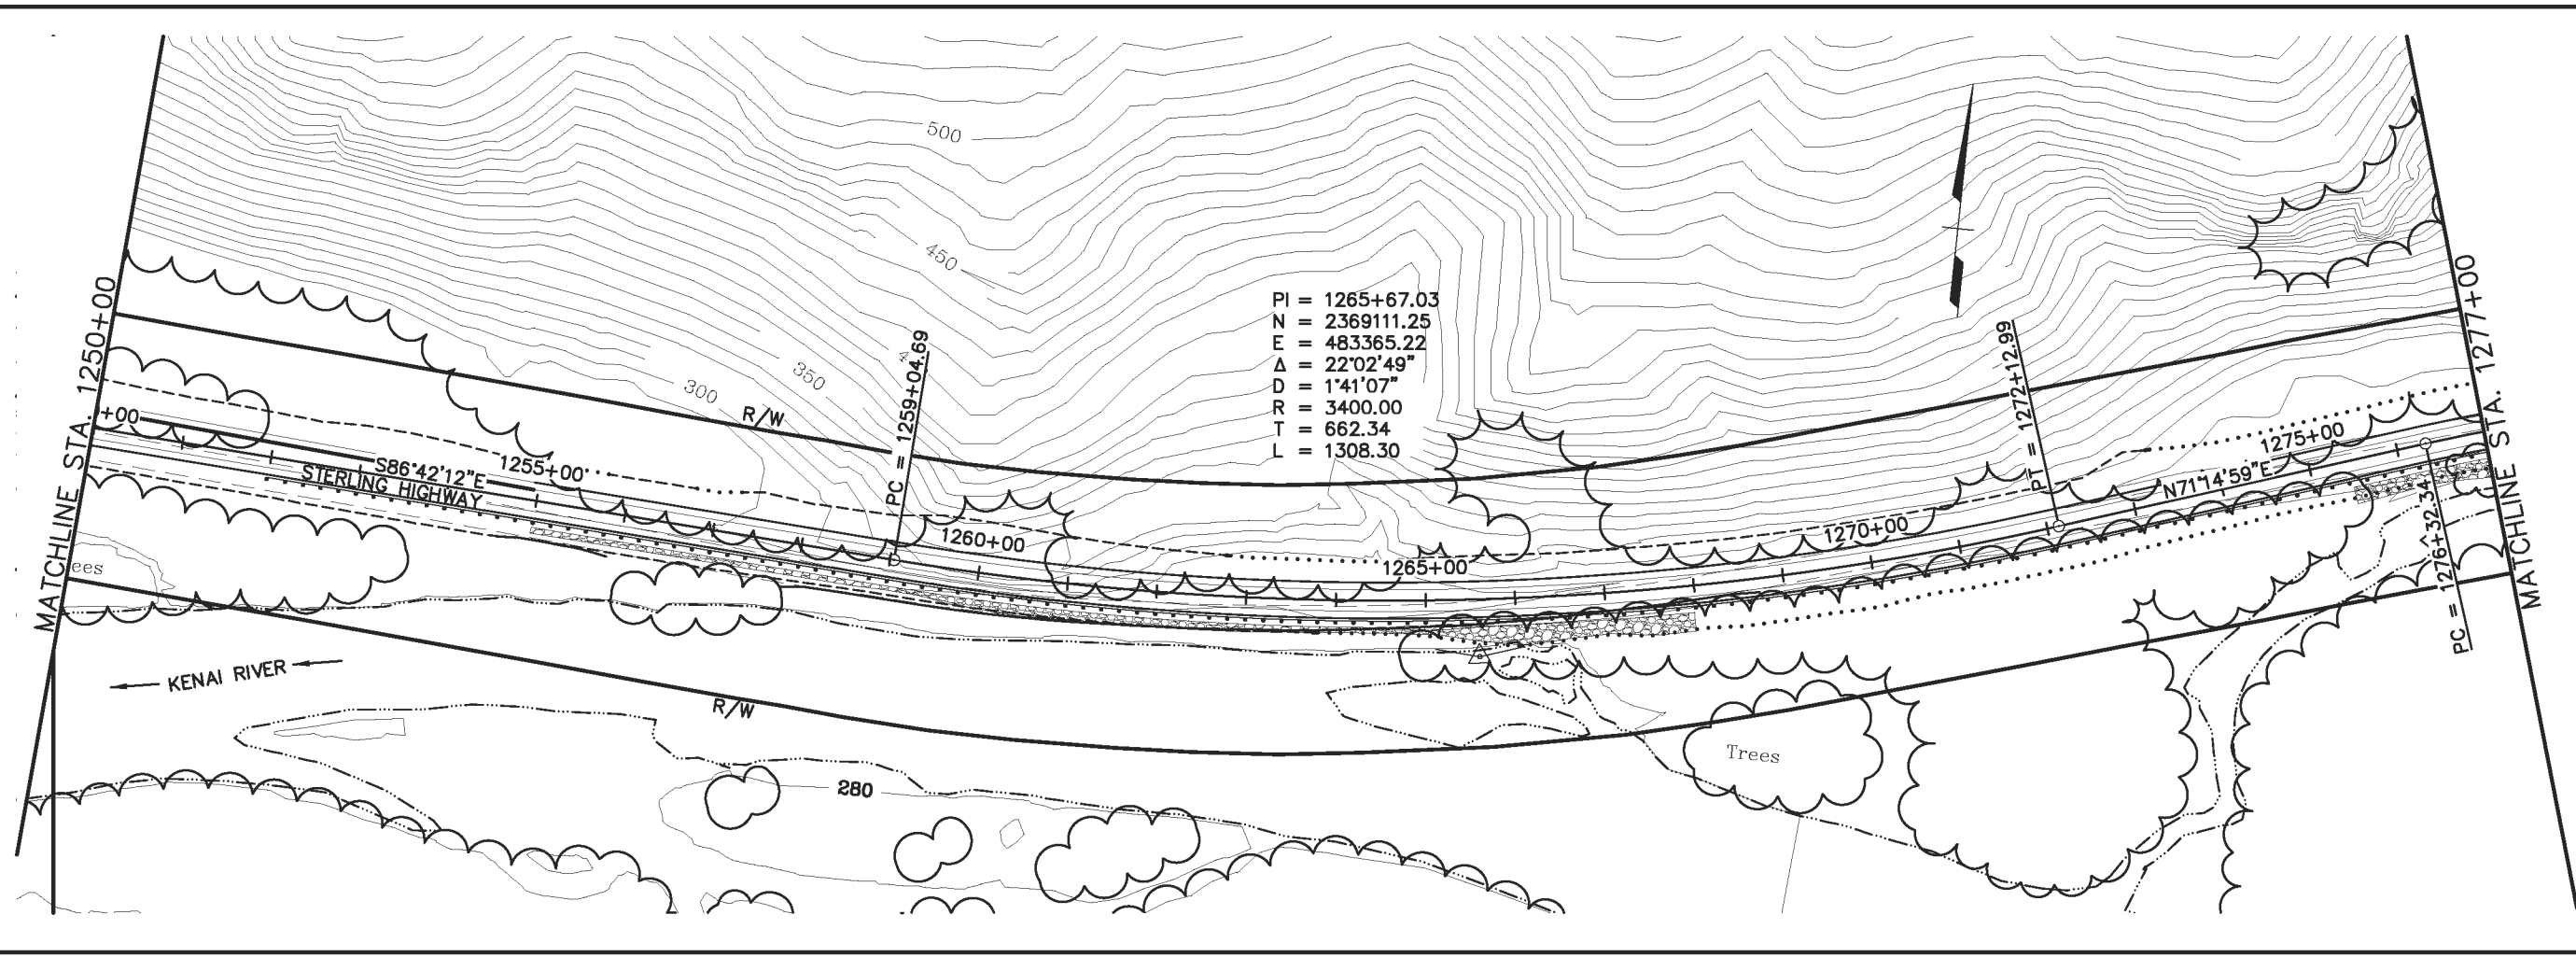 MATCHLINE STA. 1250+00
+00
S86°42'12"E
STERLING HIGHWAY
1255+00
300
350
R/W
PC = 1259+04.69
450
500
1260+00
PI = 1265+67.03
N = 2369111.25
E = 483365.22
Δ = 22°02'49"
D = 1°41'07"
R = 3400.00
T = 662.34
L = 1308.30
1265+00
1270+00
PT = 1272+12.99
N71°14'59"E
1275+00
PC = 1276+32.34
MATCHLINE STA. 1277+00
ees
KENAI RIVER
R/W
280
Trees